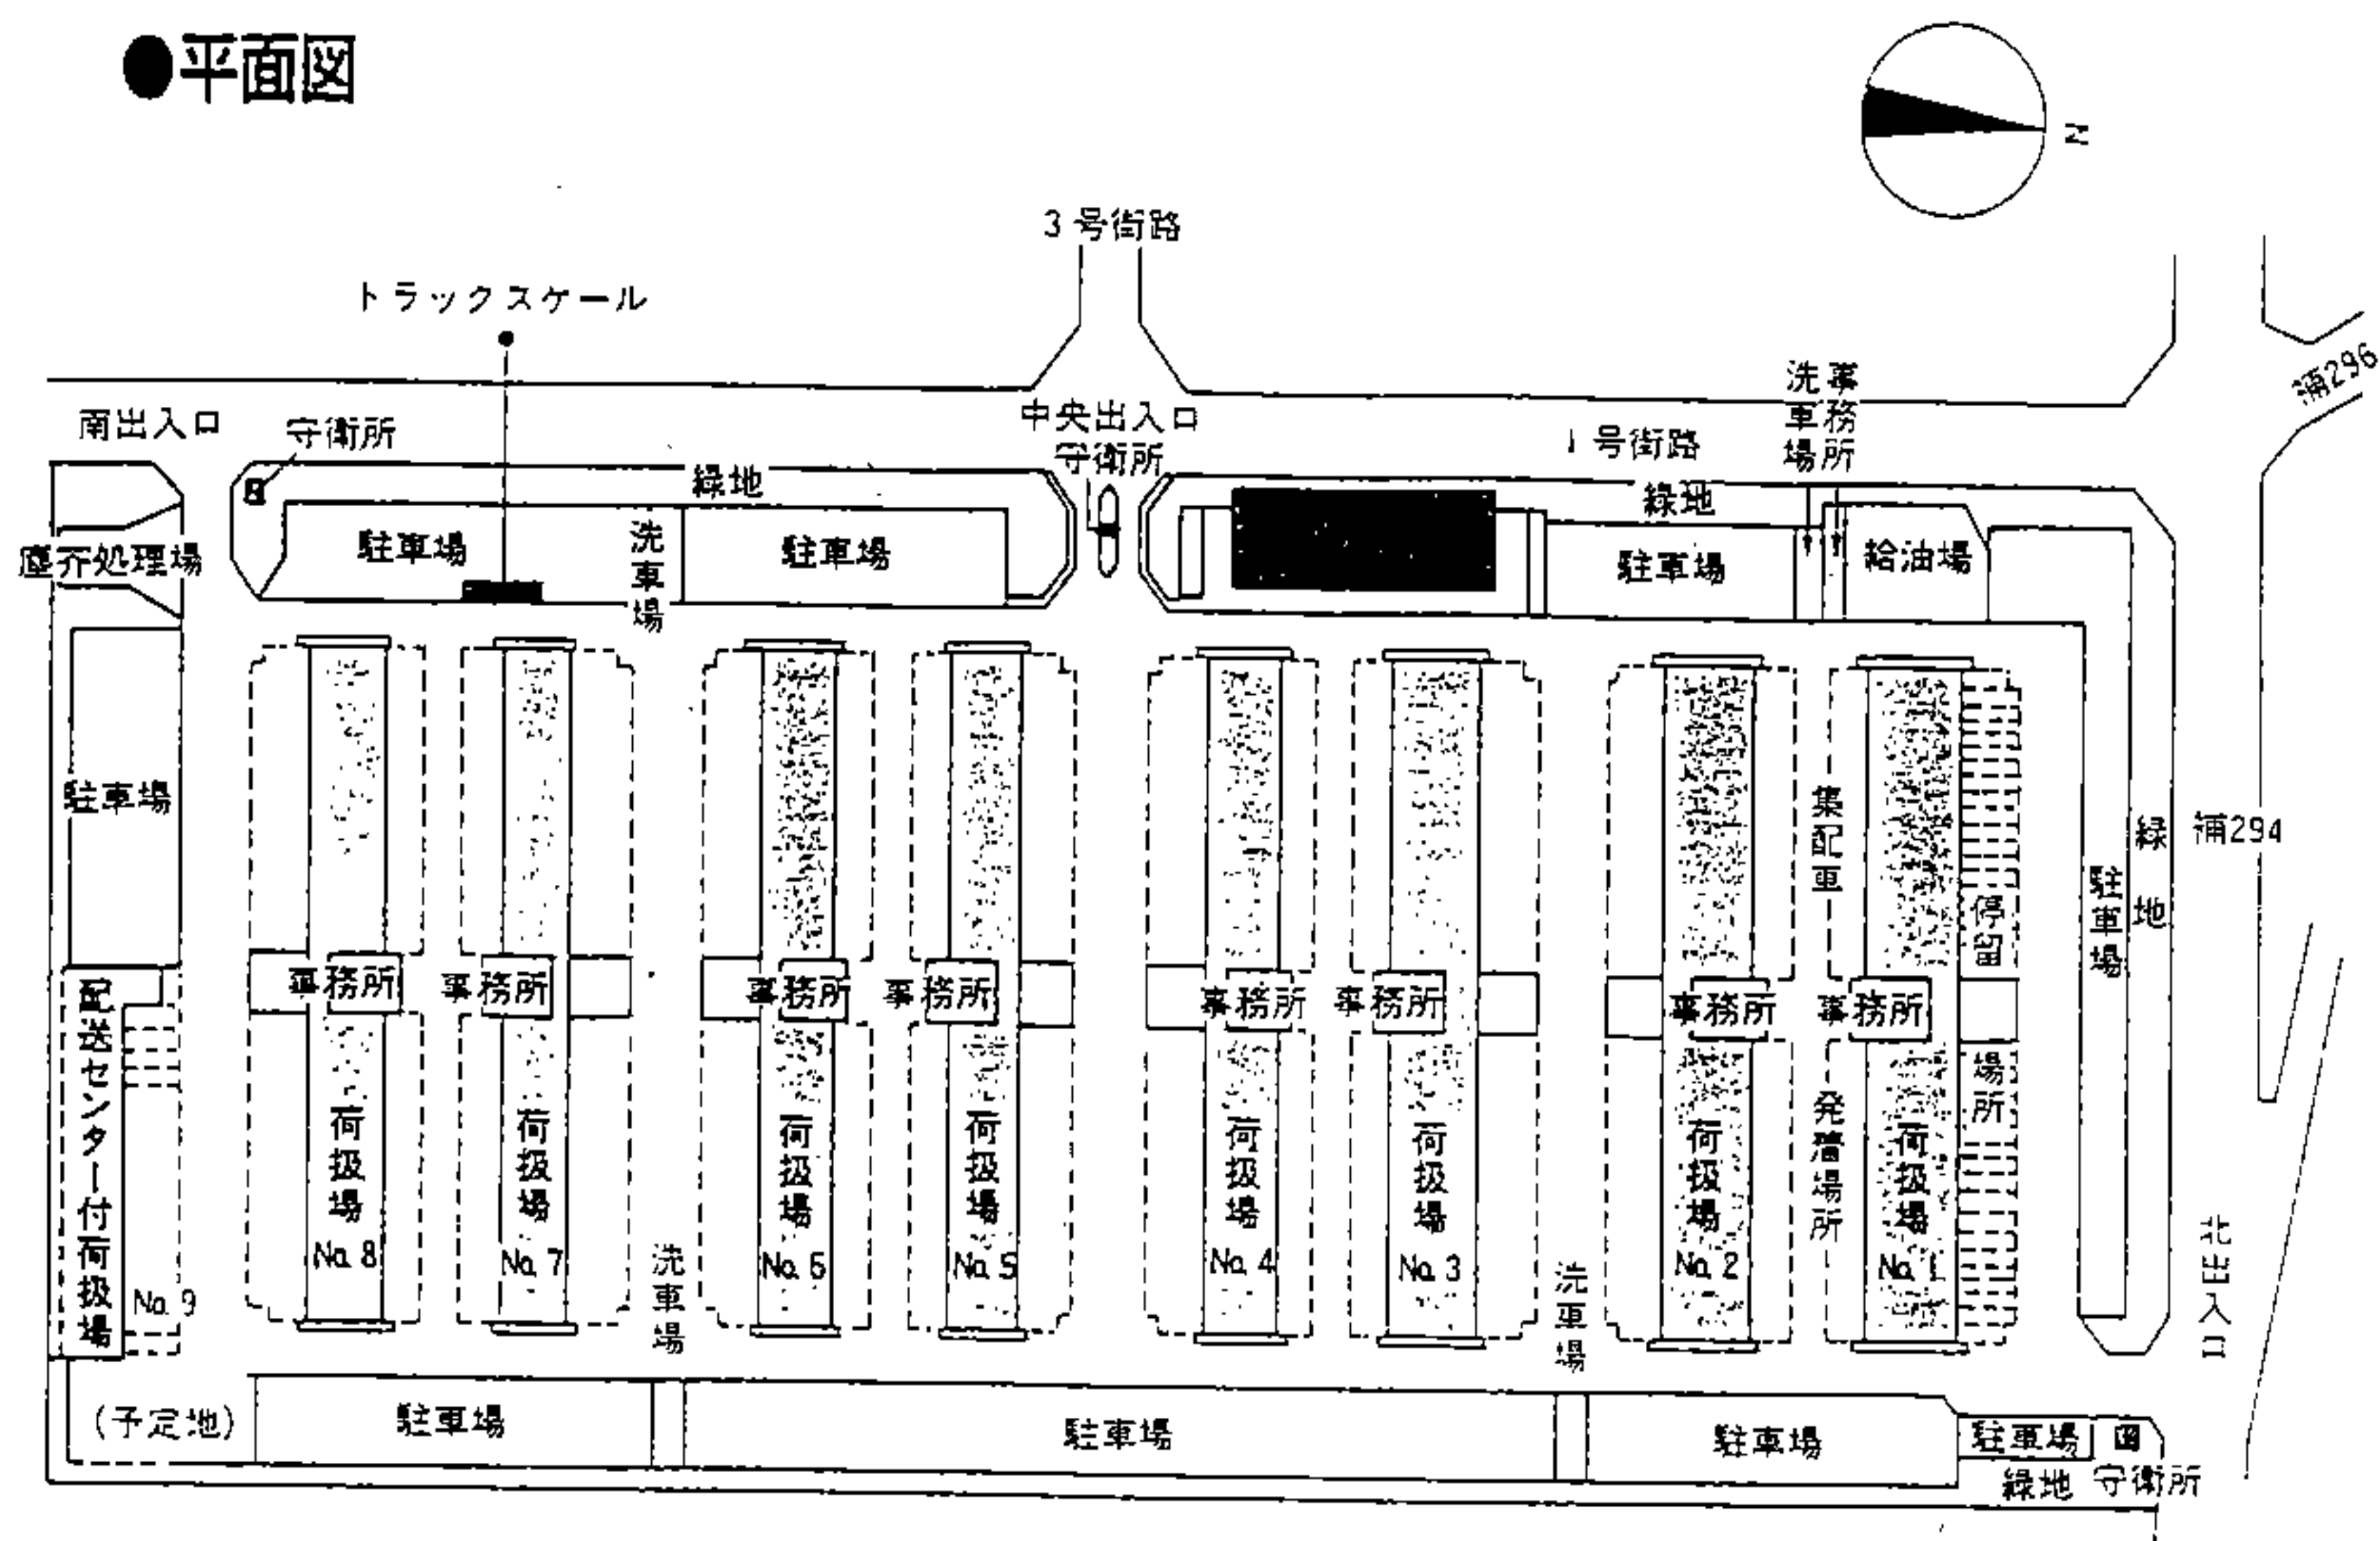 ●平面図
N
3号街路
トラックスケール
補296
南出入口
守衛所
中央出入口
守衛所
1号街路
洗車場
事務所
緑地
緑地
塵芥処理場
駐車場
洗車場
駐車場
駐車場
給油場
駐車場
集配車
停留
駐車場
緑地
補294
事務所
事務所
事務所
事務所
事務所
事務所
事務所
事務所
配送センター付荷扱場
No.9
荷扱場
No.8
荷扱場
No.7
洗車場
荷扱場
No.6
荷扱場
No.5
荷扱場
No.4
荷扱場
No.3
洗車場
荷扱場
No.2
発着場所
荷扱場
No.1
場所
北出入口
(予定地)
駐車場
駐車場
駐車場
駐車場
緑地
守衛所